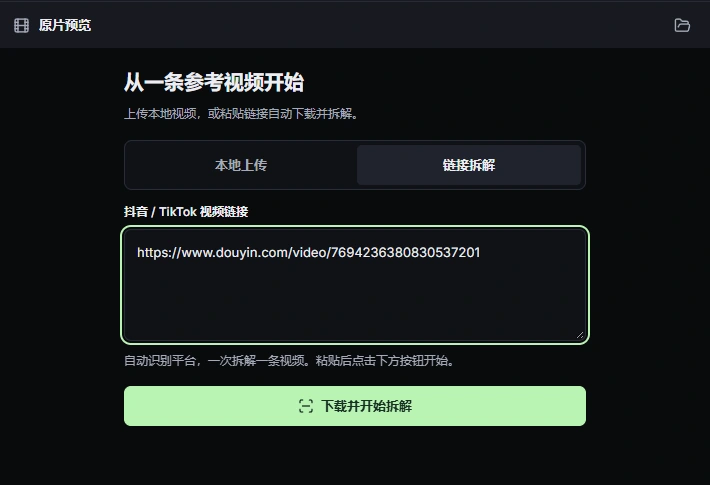 原片预览
从一条参考视频开始
上传本地视频，或粘贴链接自动下载并拆解。
本地上传
链接拆解
抖音 / TikTok 视频链接
https://www.douyin.com/video/7694236380830537201
自动识别平台，一次拆解一条视频。粘贴后点击下方按钮开始。
下载并开始拆解